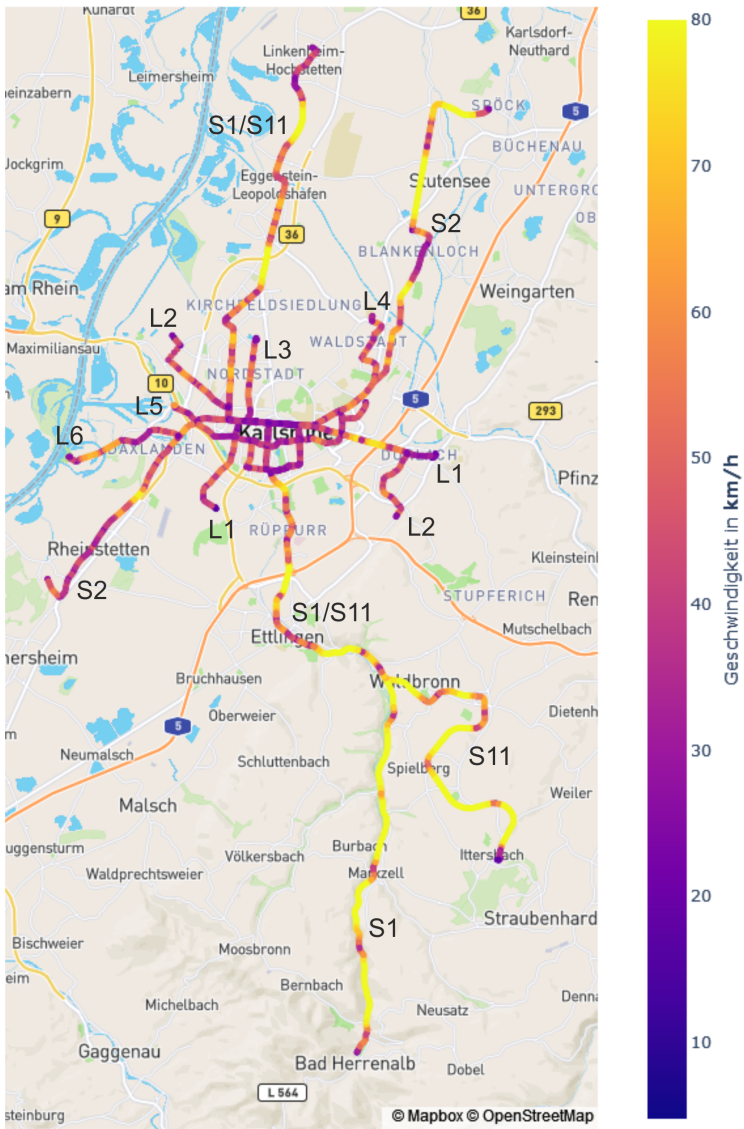 Kuhardt
36
Karlsdorf-
Neuthard
Linkenheim-
Hochstetten
Leimersheim
einzabern
SPÖCK
5
S1/S11
BÜCHENAU
Jockgrim
Eggenstein-
Leopoldshafen
Stutensee
UNTERGRO
OB
9
S2
36
BLANKENLOCH
am Rhein
Weingarten
KIRCHFELDSIEDLUNG
L4
L2
Maximiliansau
L3
WALDSTADT
NORDSTADT
10
5
L5
293
L6
Karlsruhe
DAXLANDEN
DURLACH
L1
Pfinz
L1
L2
RÜPPURR
Rheinstetten
Kleinsteinb
S2
STUPFERICH
Ren
S1/S11
Mutschelbach
Ettlingen
mersheim
Bruchhausen
Waldbronn
Oberweier
Dietenh
5
m
Neumalsch
Schluttenbach
S11
Spielberg
Malsch
Weiler
uggensturm
Burbach
Völkersbach
Ittersbach
Waldprechtsweier
Marxzell
Straubenhard
S1
Bischweier
Moosbronn
eim
Bernbach
Denna
Michelbach
Neusatz
Gaggenau
Bad Herrenalb
Dobel
L 564
steinburg
© Mapbox © OpenStreetMap
80
70
60
50
40
30
20
10
Geschwindigkeit in km/h